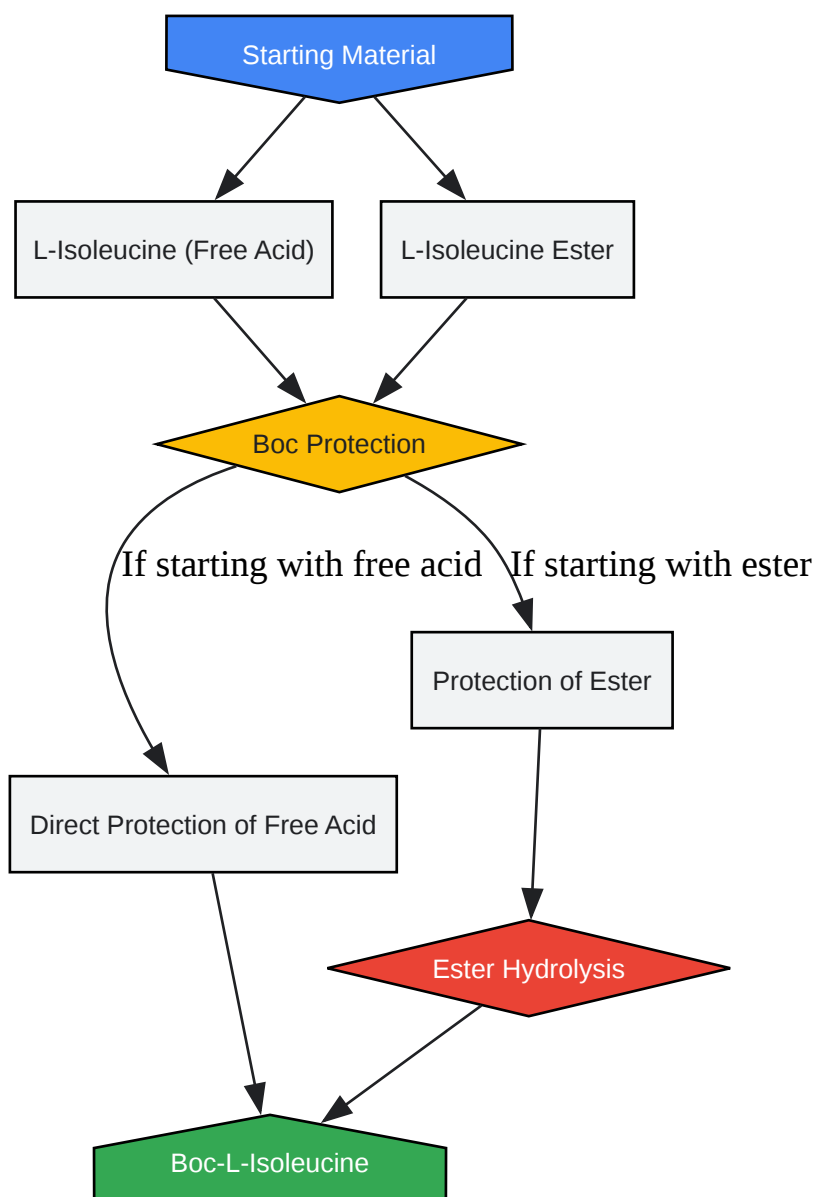 Starting Material
L-Isoleucine (Free Acid)
L-Isoleucine Ester
Boc Protection
If starting with free acid
If starting with ester
Protection of Ester
Direct Protection of Free Acid
Ester Hydrolysis
Boc-L-Isoleucine